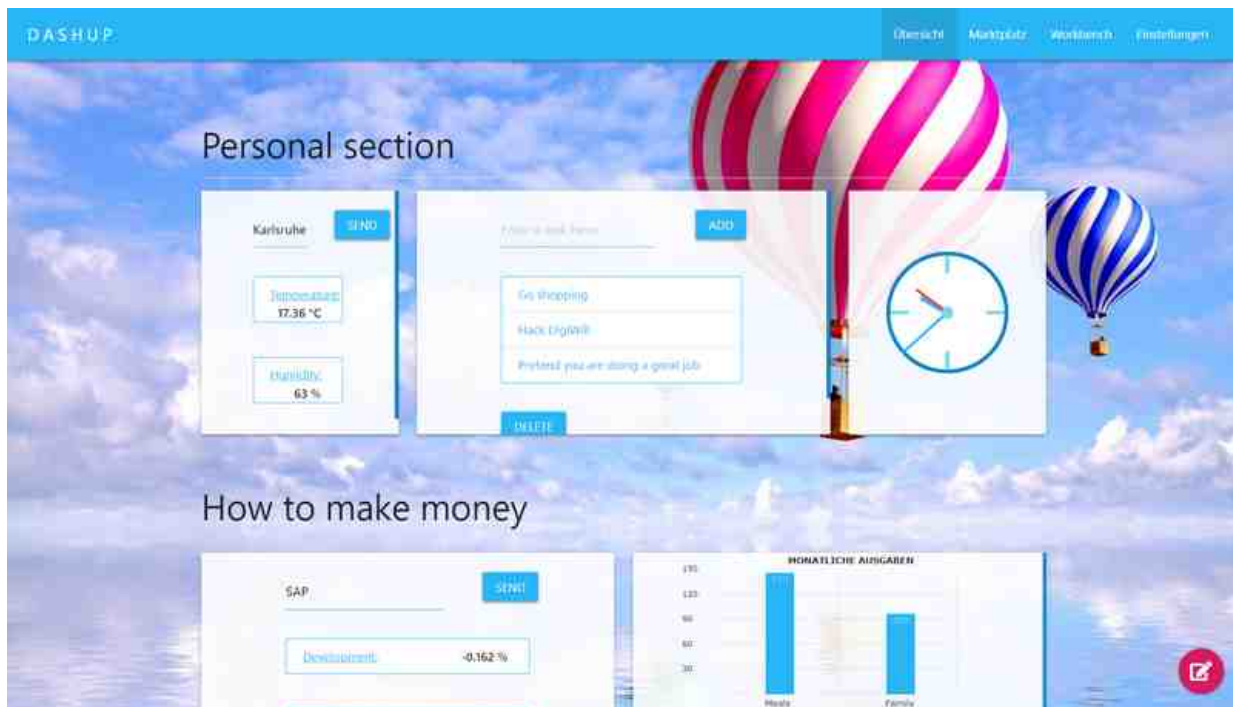 DASHUP
Übersicht Marktplatz Workbench Einstellungen
Personal section
Karlsruhe SEND
Temperature:
17.36 °C
Humidity:
63 %
ADD
Go shopping
Hack DigiWill
Pretend you are doing a great job
DELETE
How to make money
SAP SEND
Development: -0.162 %
MONATLICHE AUSGABEN
150
120
90
60
30
Meals Family